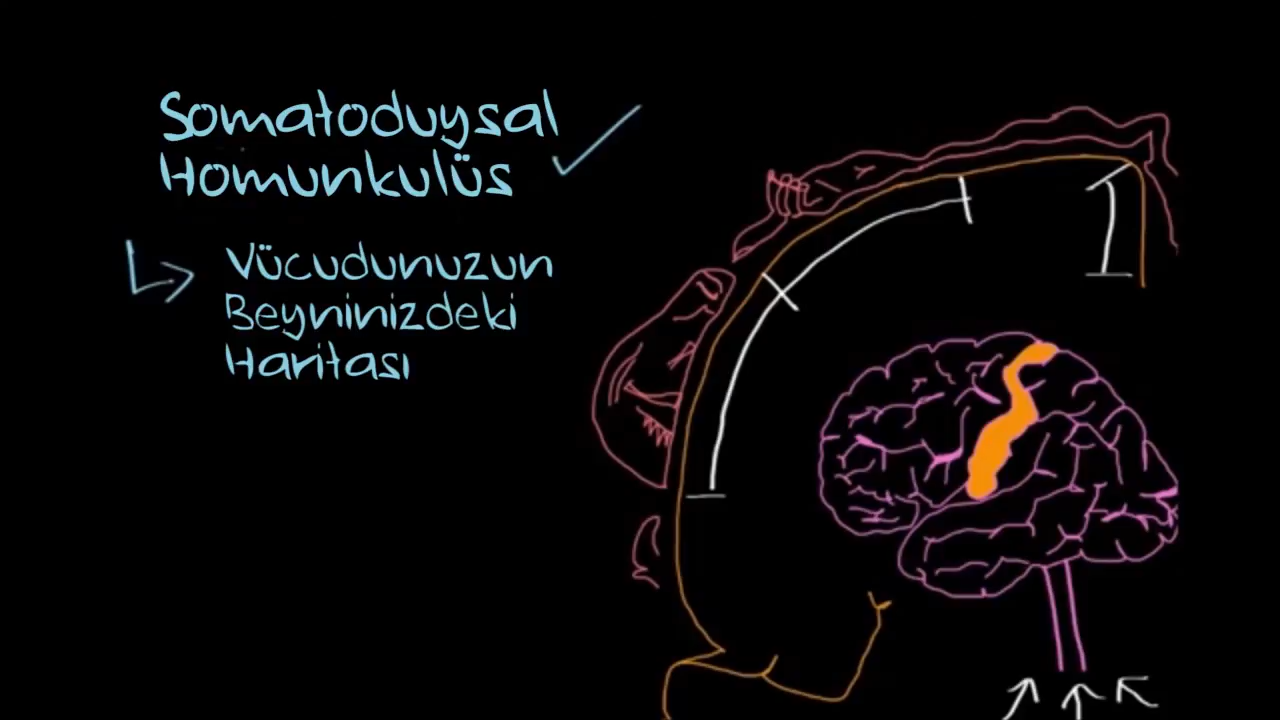 Somatoduysal
Homunkulüs
Vücudunuzun
Beyninizdeki
Haritası